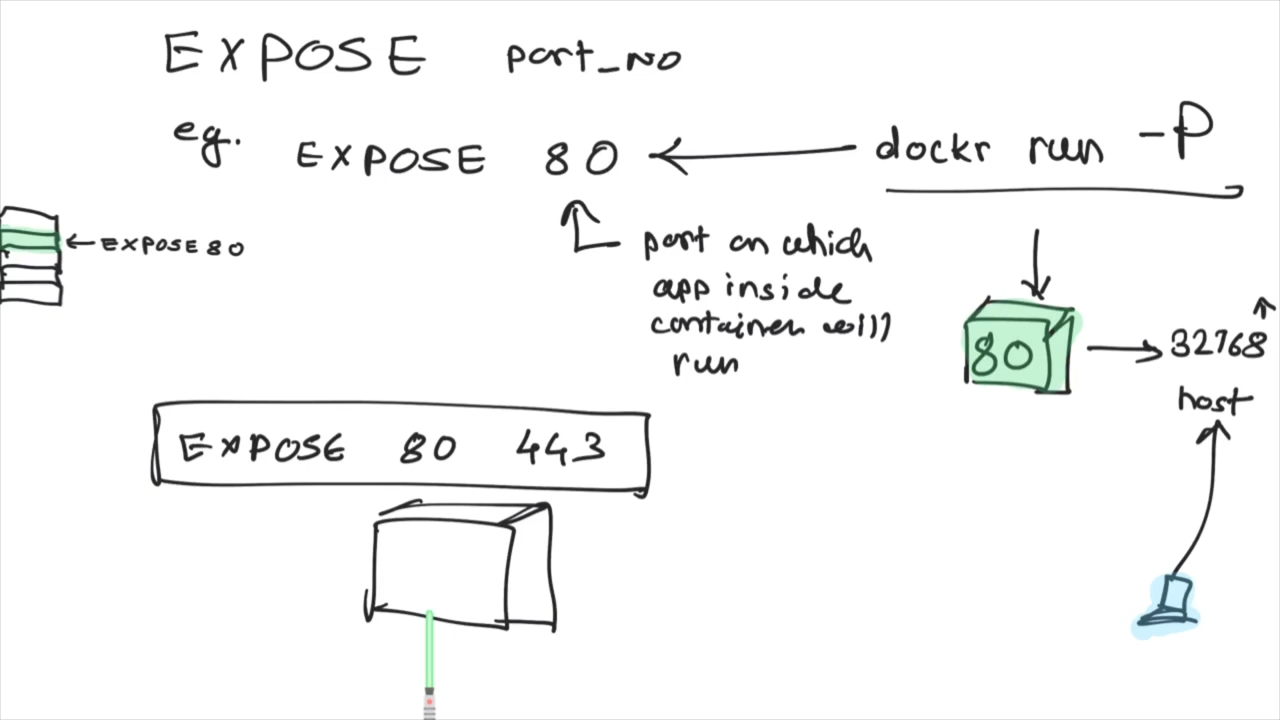 EXPOSE port_NO
eg. EXPOSE 80 ← dockr run -P
← EXPOSE 80
port on which
app inside
container will
run
80 → 32768
host
EXPOSE 80 443